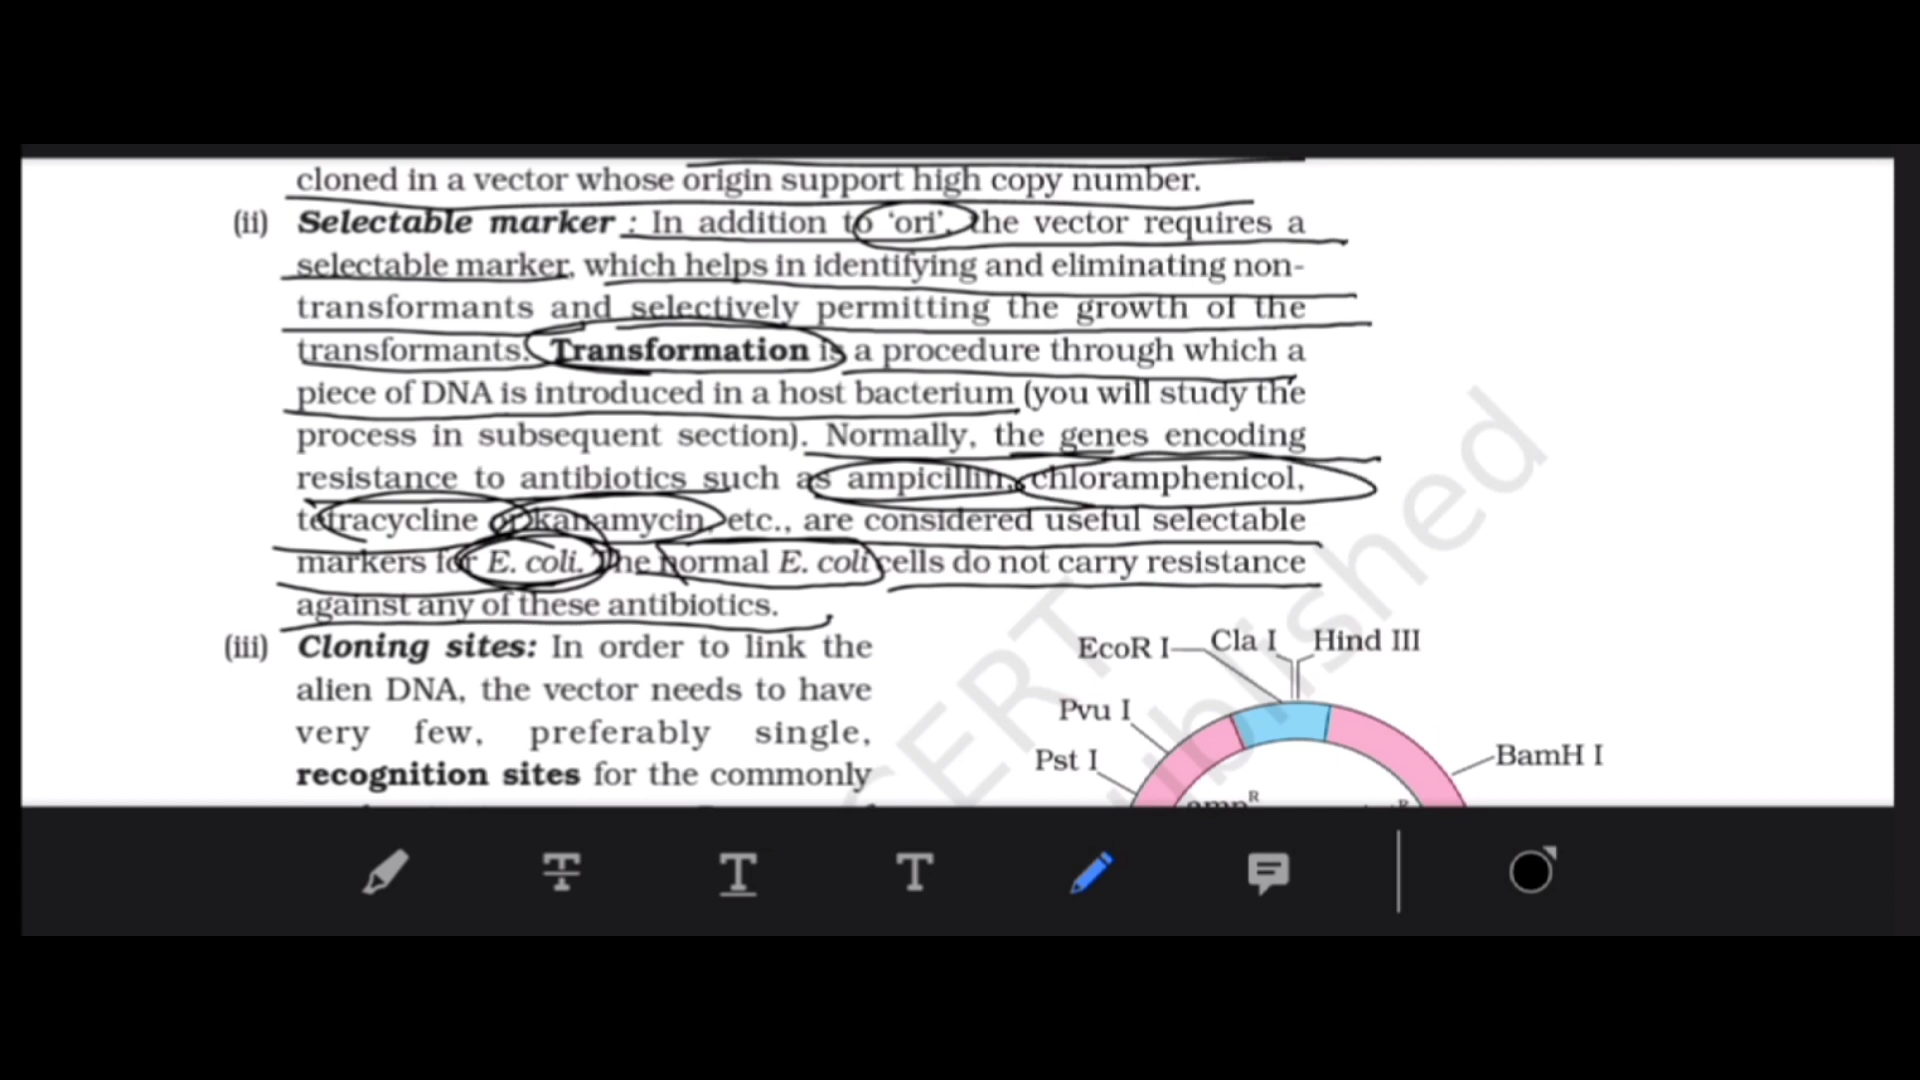 cloned in a vector whose origin support high copy number.
(ii) Selectable marker : In addition to ‘ori’, the vector requires a
selectable marker, which helps in identifying and eliminating non-
transformants and selectively permitting the growth of the
transformants. Transformation is a procedure through which a
piece of DNA is introduced in a host bacterium (you will study the
process in subsequent section). Normally, the genes encoding
resistance to antibiotics such as ampicillin, chloramphenicol,
tetracycline or kanamycin, etc., are considered useful selectable
markers for E. coli. The normal E. coli cells do not carry resistance
against any of these antibiotics.
(iii) Cloning sites: In order to link the
alien DNA, the vector needs to have
very few, preferably single,
recognition sites for the commonly
EcoR I
Cla I
Hind III
Pvu I
Pst I
BamH I
amp R
R
T
T
T